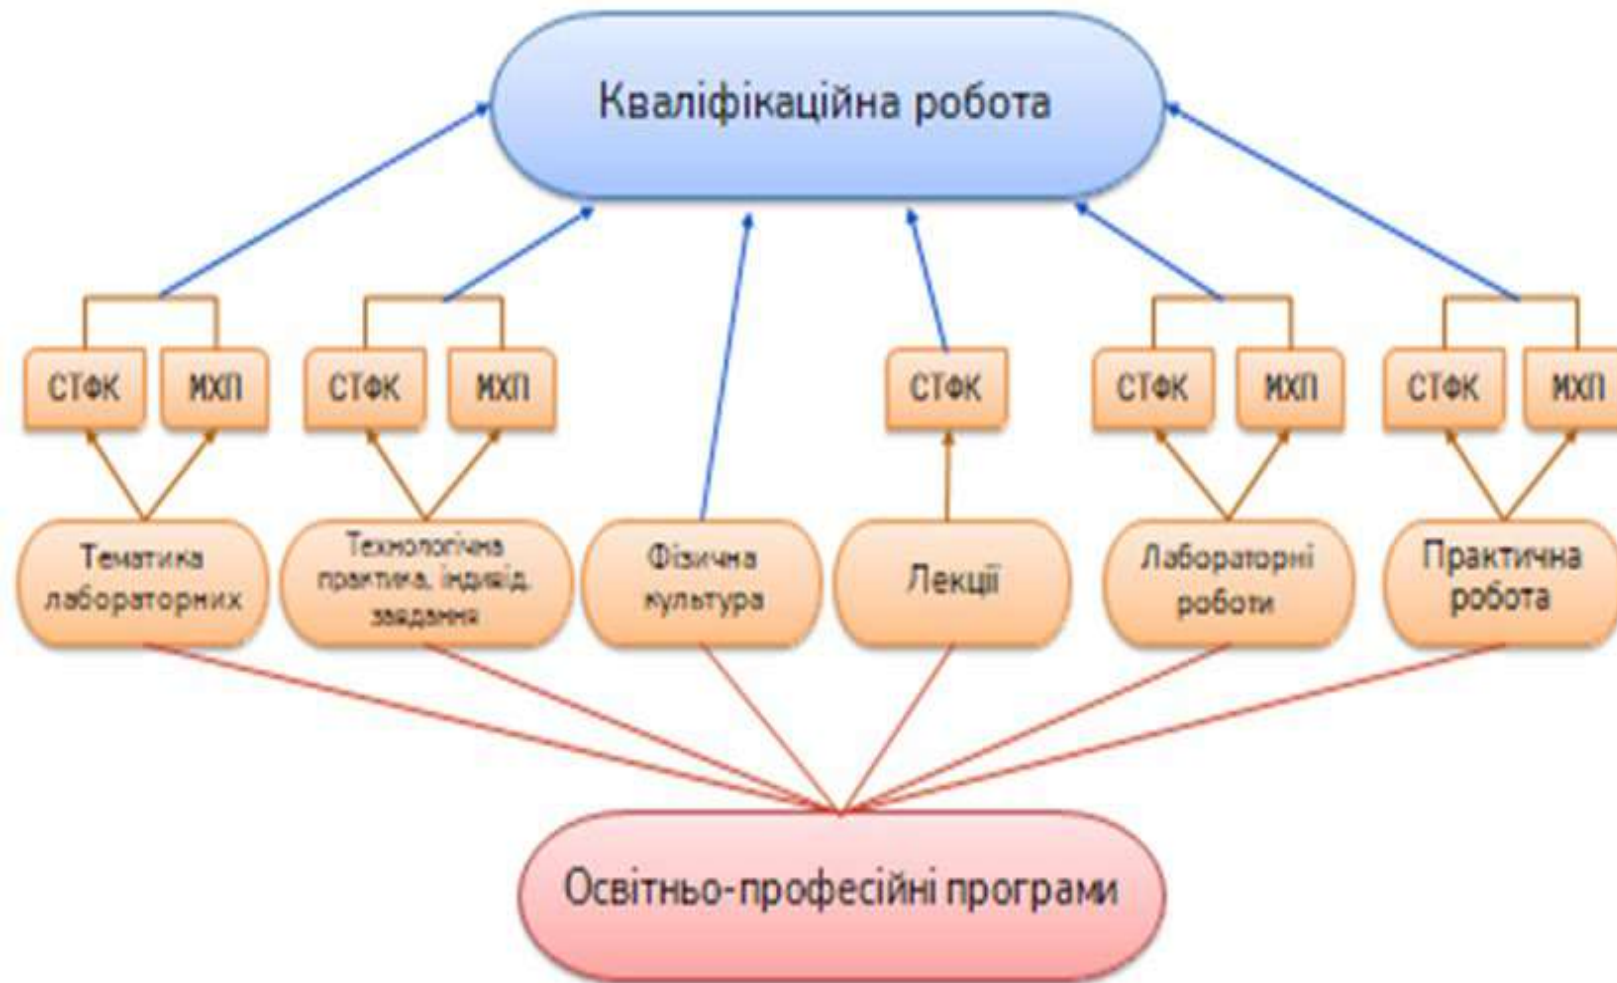 Кваліфікаційна робота
СТФК МХП СТФК МХП СТФК СТФК МХП СТФК МХП
Тематика
лабораторних
Технологічна
практика, індивід.
завдання
Фізична
культура
Лекції
Лабораторні
роботи
Практична
робота
Освітньо-професійні програми